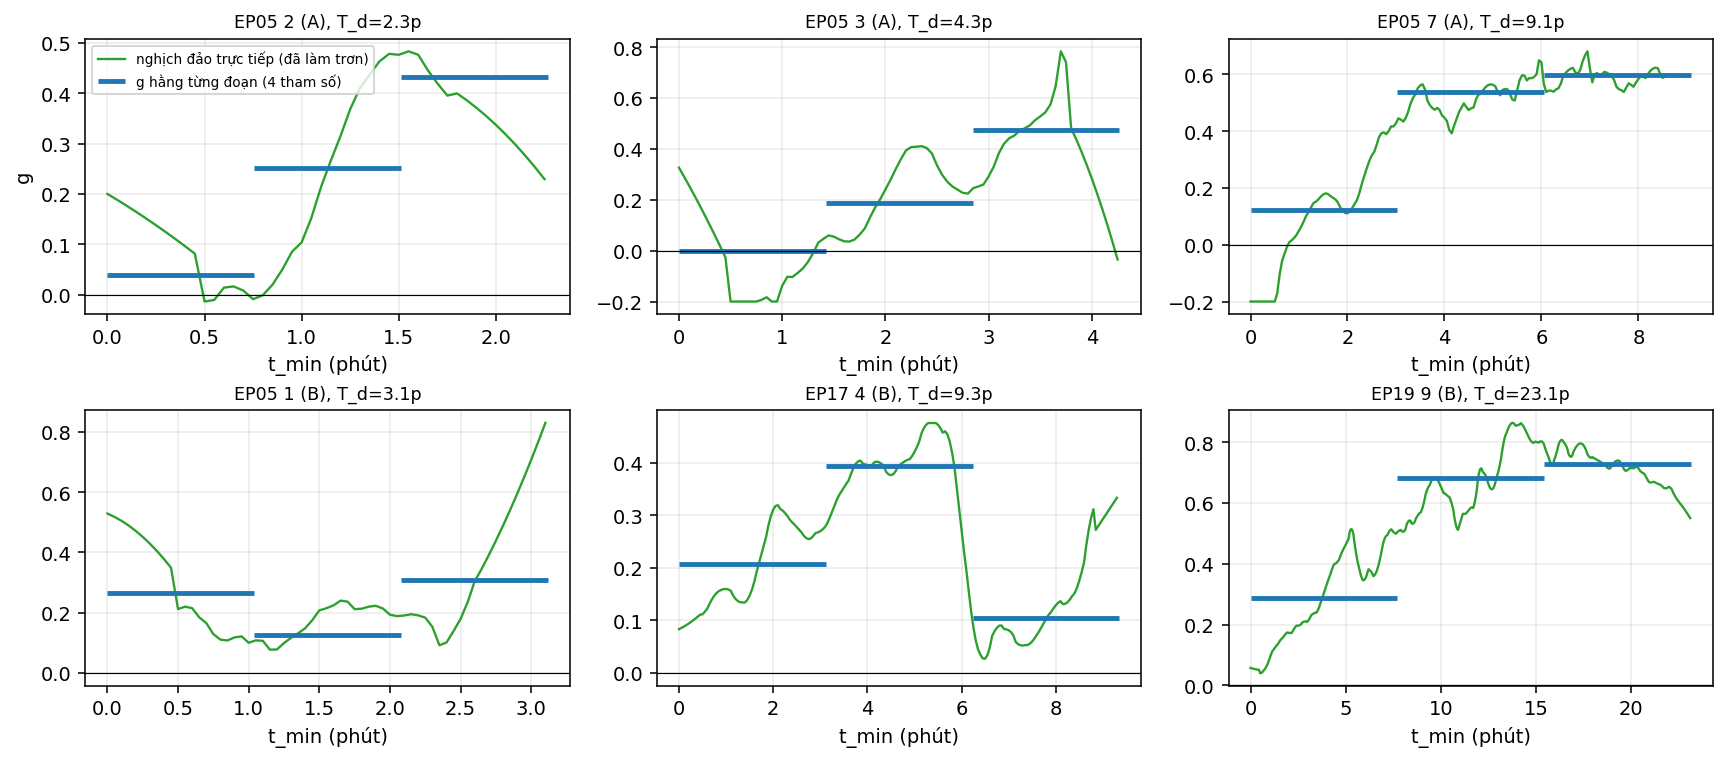 EP05 2 (A), T_d=2.3p
nghịch đảo trực tiếp (đã làm trơn)
g hằng từng đoạn (4 tham số)
g
0.5
0.4
0.3
0.2
0.1
0.0
0.0 0.5 1.0 1.5 2.0
t_min (phút)
EP05 3 (A), T_d=4.3p
0.8
0.6
0.4
0.2
0.0
−0.2
0 1 2 3 4
t_min (phút)
EP05 7 (A), T_d=9.1p
0.6
0.4
0.2
0.0
−0.2
0 2 4 6 8
t_min (phút)
EP05 1 (B), T_d=3.1p
0.8
0.6
0.4
0.2
0.0
0.0 0.5 1.0 1.5 2.0 2.5 3.0
t_min (phút)
EP17 4 (B), T_d=9.3p
0.4
0.3
0.2
0.1
0.0
0 2 4 6 8
t_min (phút)
EP19 9 (B), T_d=23.1p
0.8
0.6
0.4
0.2
0.0
0 5 10 15 20
t_min (phút)